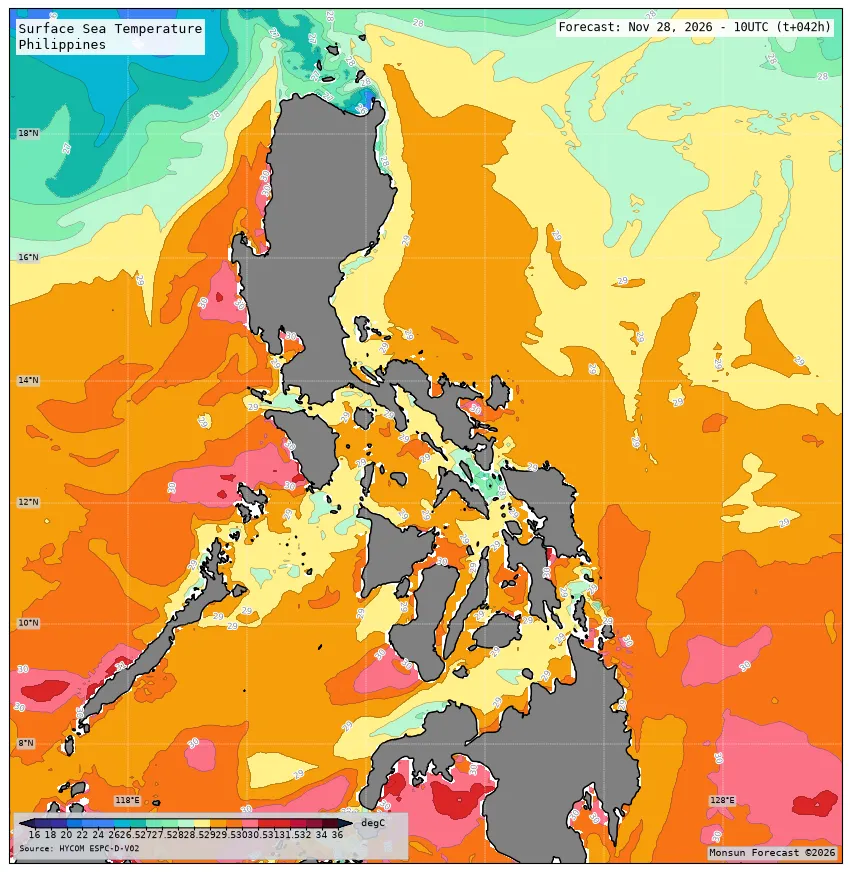 Surface Sea Temperature
Philippines
Forecast: Nov 28, 2026 - 10UTC (t+042h)
18°N
16°N
14°N
12°N
10°N
8°N
118°E
128°E
degC
16 18 20 22 24 26 26.5 27 27.5 28 28.5 29 29.5 30 30.5 31 31.5 32 34 36
Source: HYCOM ESPC-D-V02
Monsun Forecast ©2026